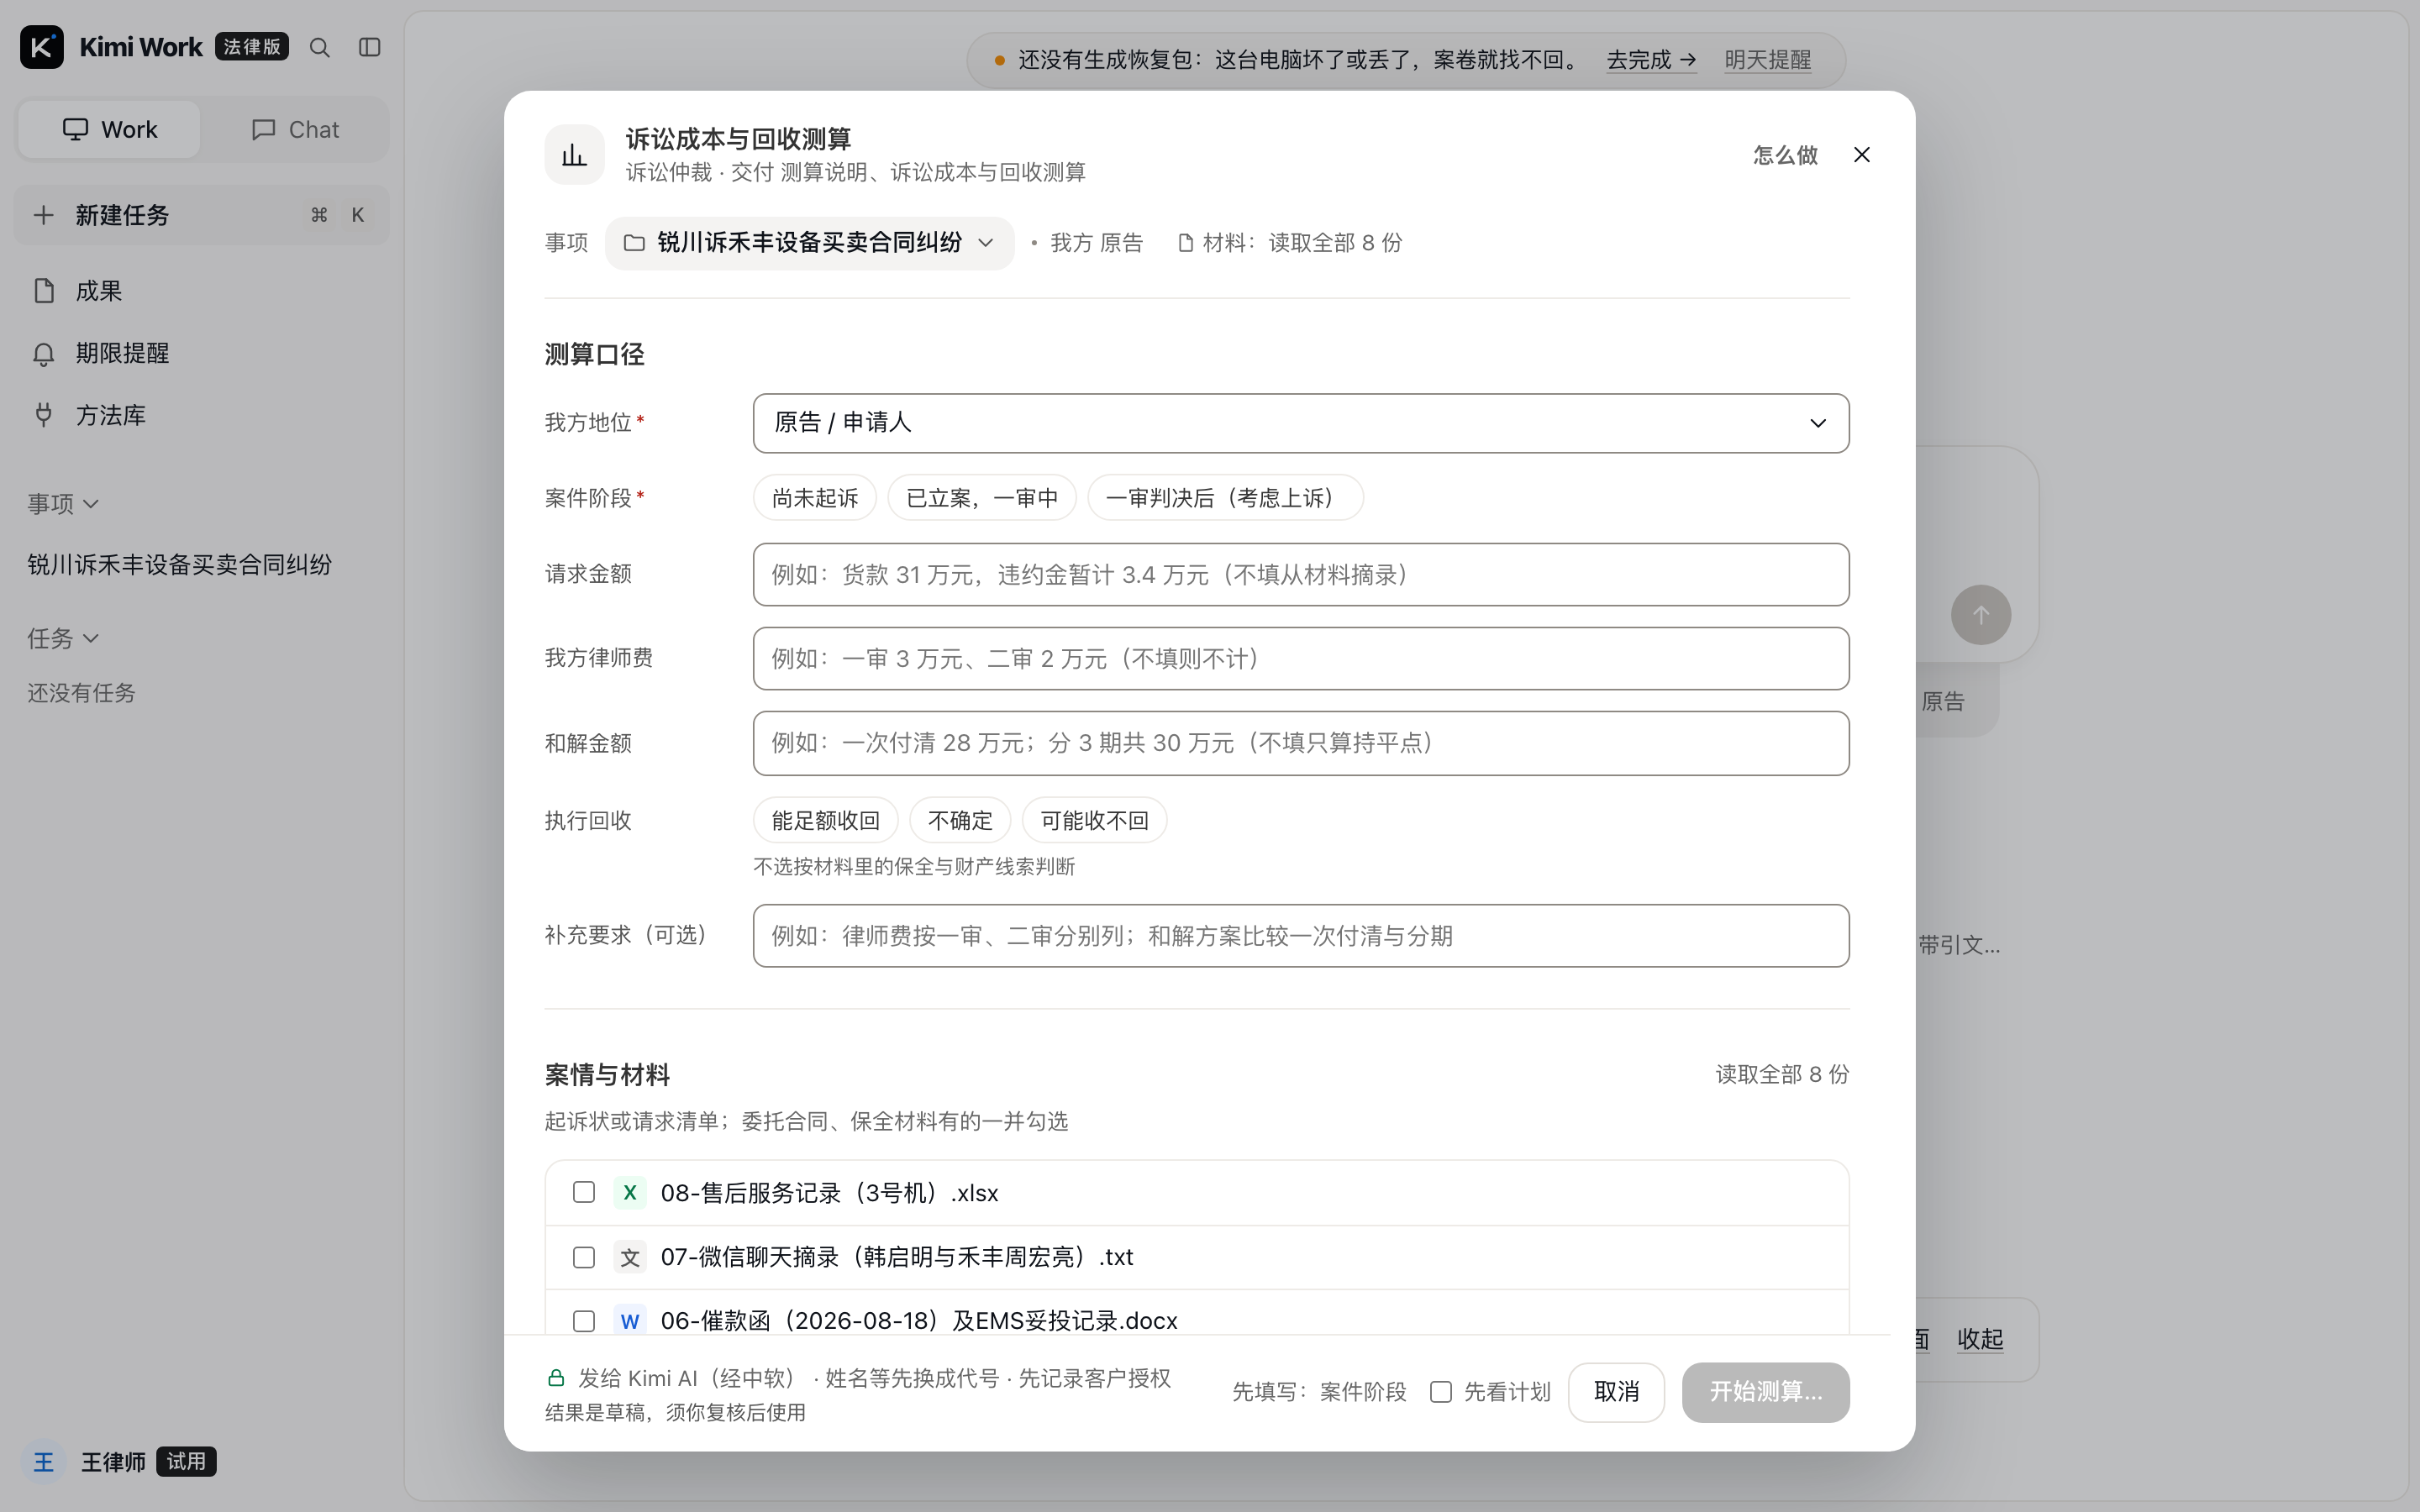 Kimi Work 法律版
Work
Chat
新建任务 ⌘ K
成果
期限提醒
方法库
事项
锐川诉禾丰设备买卖合同纠纷
任务
还没有任务
王 王律师 试用
还没有生成恢复包：这台电脑坏了或丢了，案卷就找不回。 去完成 → 明天提醒
诉讼成本与回收测算
诉讼仲裁 · 交付 测算说明、诉讼成本与回收测算
怎么做
事项 锐川诉禾丰设备买卖合同纠纷 • 我方 原告 材料：读取全部 8 份
测算口径
我方地位* 原告 / 申请人
案件阶段* 尚未起诉 已立案，一审中 一审判决后（考虑上诉）
请求金额 例如：货款 31 万元，违约金暂计 3.4 万元（不填从材料摘录）
我方律师费 例如：一审 3 万元、二审 2 万元（不填则不计）
和解金额 例如：一次付清 28 万元；分 3 期共 30 万元（不填只算持平点）
执行回收 能足额收回 不确定 可能收不回
不选按材料里的保全与财产线索判断
补充要求（可选） 例如：律师费按一审、二审分别列；和解方案比较一次付清与分期
案情与材料 读取全部 8 份
起诉状或请求清单；委托合同、保全材料有的一并勾选
X 08-售后服务记录（3号机）.xlsx
文 07-微信聊天摘录（韩启明与禾丰周宏亮）.txt
W 06-催款函（2026-08-18）及EMS妥投记录.docx
发给 Kimi AI（经中软） · 姓名等先换成代号 · 先记录客户授权
结果是草稿，须你复核后使用
先填写：案件阶段 先看计划 取消 开始测算...
原告
带引文...
面 收起